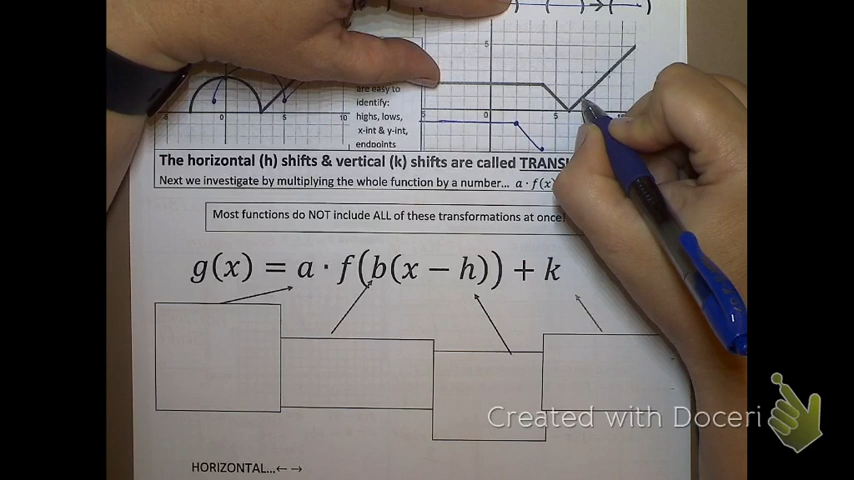 5
0
5
are easy to
identify:
highs, lows,
x-int & y-int,
endpoints
0
5
The horizontal (h) shifts & vertical (k) shifts are called TRANS
Next we investigate by multiplying the whole function by a number... a · f(x)
Most functions do NOT include ALL of these transformations at once!
g(x) = a · f(b(x − h)) + k
Created with Doceri
HORIZONTAL...← →